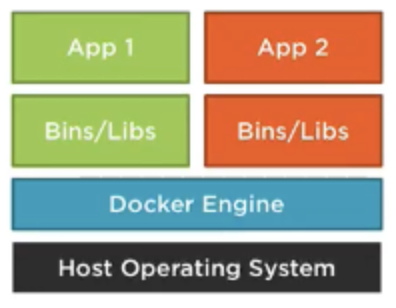 App 1
App 2
Bins/Libs
Bins/Libs
Docker Engine
Host Operating System